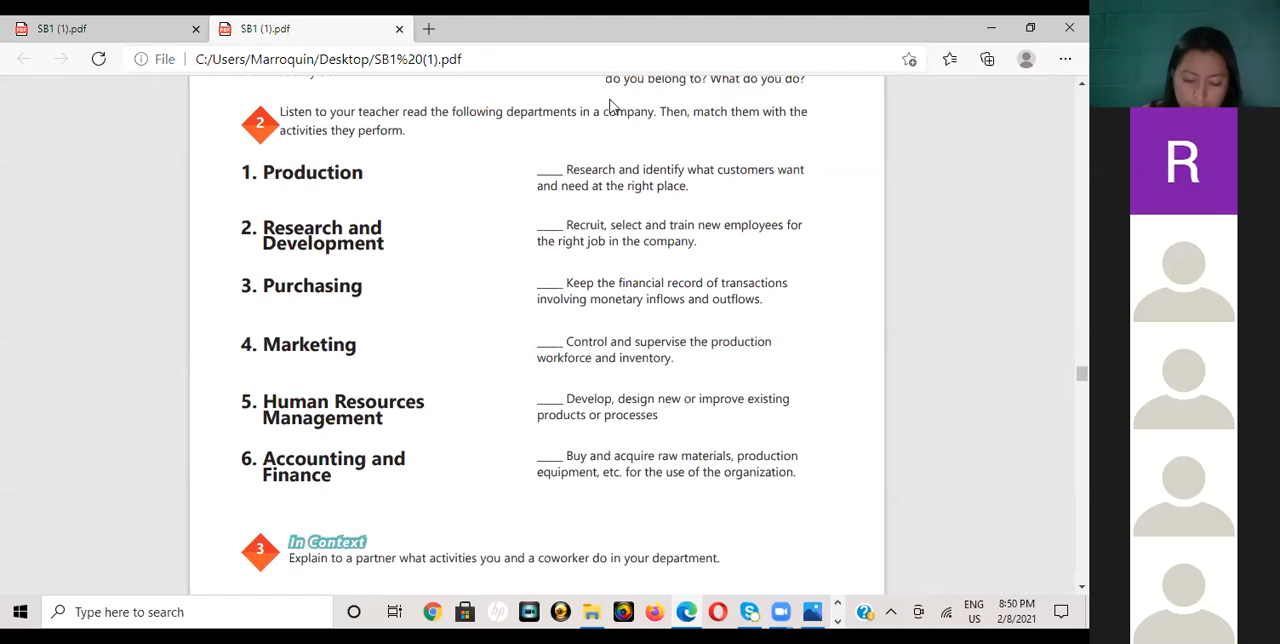 SB1 (1).pdf
SB1 (1).pdf
File
C:/Users/Marroquin/Desktop/SB1%20(1).pdf
do you belong to? What do you do?
2
Listen to your teacher read the following departments in a company. Then, match them with the
activities they perform.
1. Production
____ Research and identify what customers want
and need at the right place.
2. Research and
Development
____ Recruit, select and train new employees for
the right job in the company.
3. Purchasing
____ Keep the financial record of transactions
involving monetary inflows and outflows.
4. Marketing
____ Control and supervise the production
workforce and inventory.
5. Human Resources
Management
____ Develop, design new or improve existing
products or processes
6. Accounting and
Finance
____ Buy and acquire raw materials, production
equipment, etc. for the use of the organization.
3
In Context
Explain to a partner what activities you and a coworker do in your department.
R
Type here to search
ENG
US
8:50 PM
2/8/2021